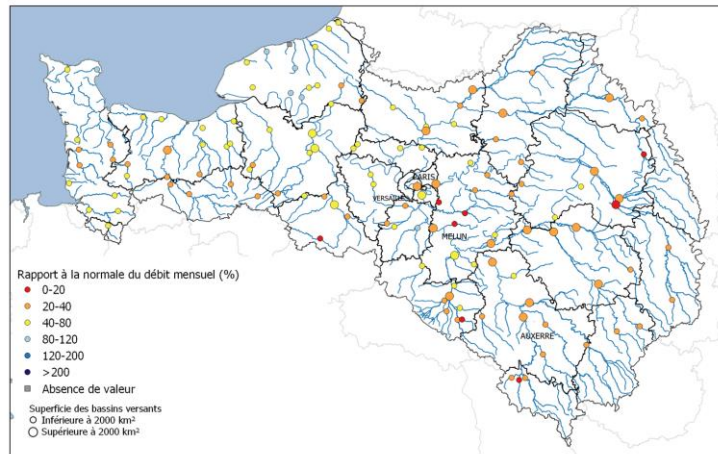 PARIS
VERSAILLES
MELUN
AUXERRE
Rapport à la normale du débit mensuel (%)
0-20
20-40
40-80
80-120
120-200
>200
Absence de valeur
Superficie des bassins versants
Inférieure à 2000 km²
Supérieure à 2000 km²